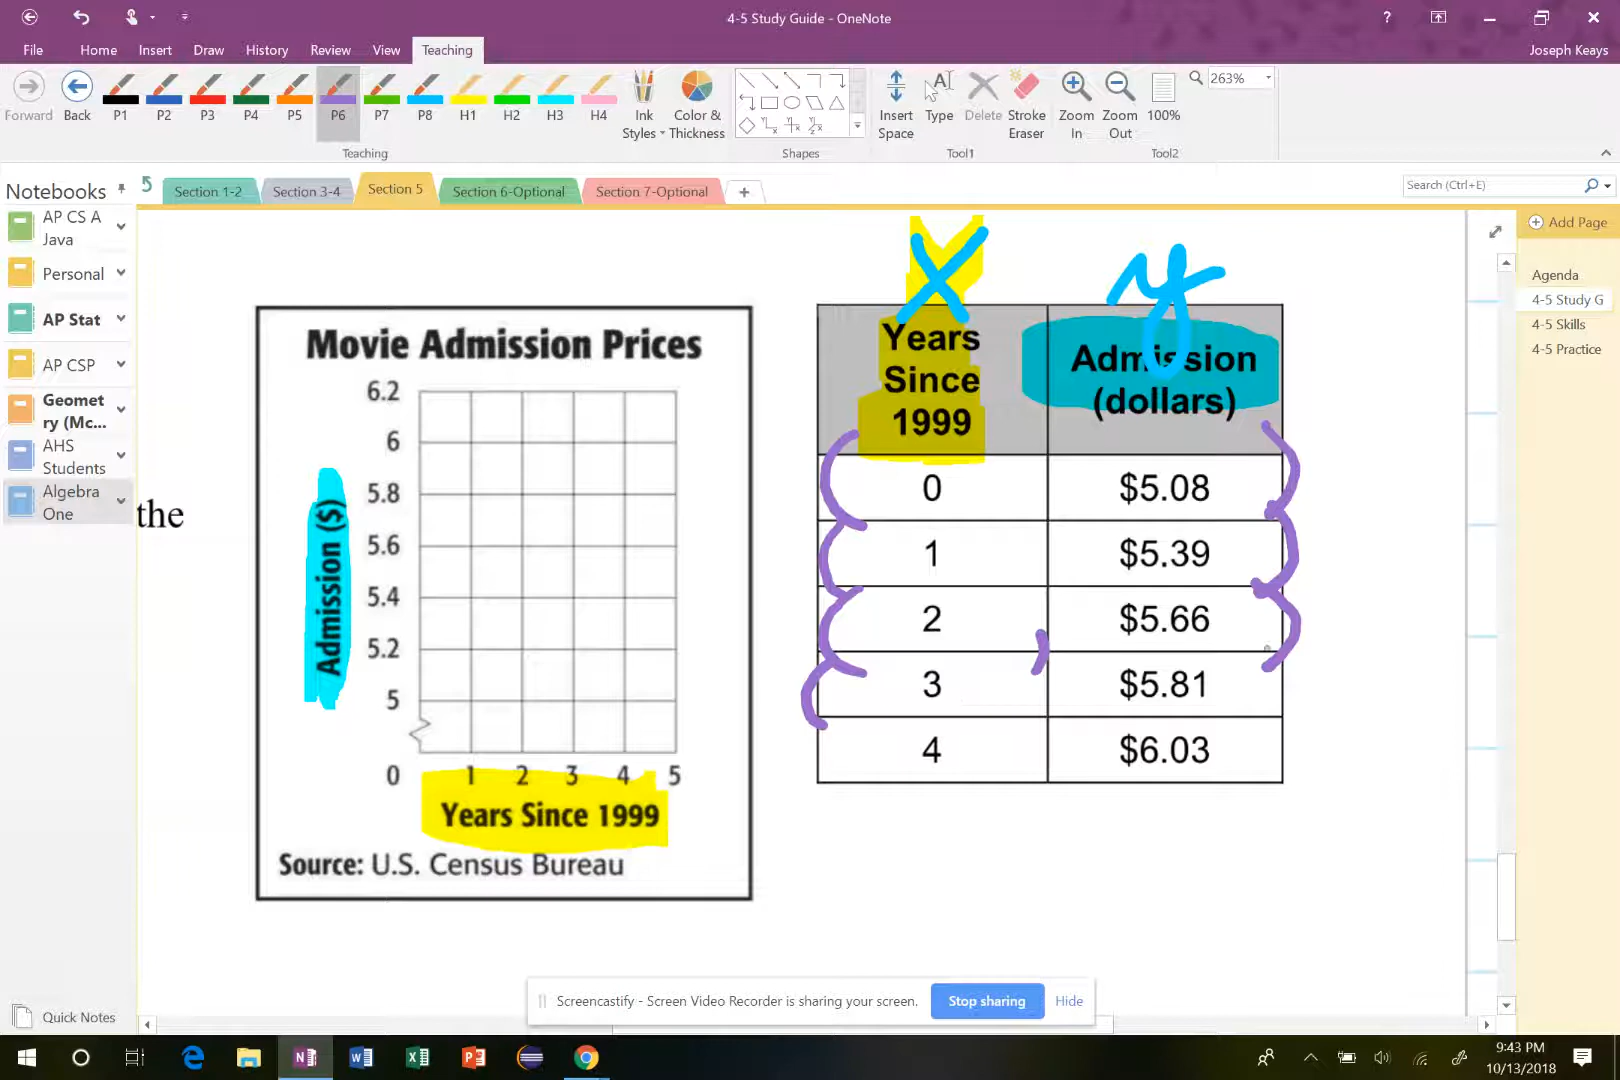 4-5 Study Guide - OneNote
?
File
Home
Insert
Draw
History
Review
View
Teaching
Joseph Keays
Forward
Back
P1
P2
P3
P4
P5
P6
P7
P8
H1
H2
H3
H4
Ink Styles
Color & Thickness
Insert Space
Type
Delete
Stroke Eraser
Zoom In
Zoom Out
100%
263%
Teaching
Shapes
Tool1
Tool2
Notebooks
Section 1-2
Section 3-4
Section 5
Section 6-Optional
Section 7-Optional
+
Search (Ctrl+E)
Add Page
Agenda
4-5 Study G
4-5 Skills
4-5 Practice
AP CS A
Java
Personal
AP Stat
AP CSP
Geomet
ry (Mc...
AHS
Students
Algebra
One
Quick Notes
the
Movie Admission Prices
6.2
6
5.8
5.6
5.4
5.2
5
0 1 2 3 4 5
Admission ($)
Years Since 1999
Source: U.S. Census Bureau
x y
Years
Since
1999
Admission
(dollars)
0 $5.08
1 $5.39
2 $5.66
3 $5.81
4 $6.03
Screencastify - Screen Video Recorder is sharing your screen.
Stop sharing
Hide
9:43 PM
10/13/2018